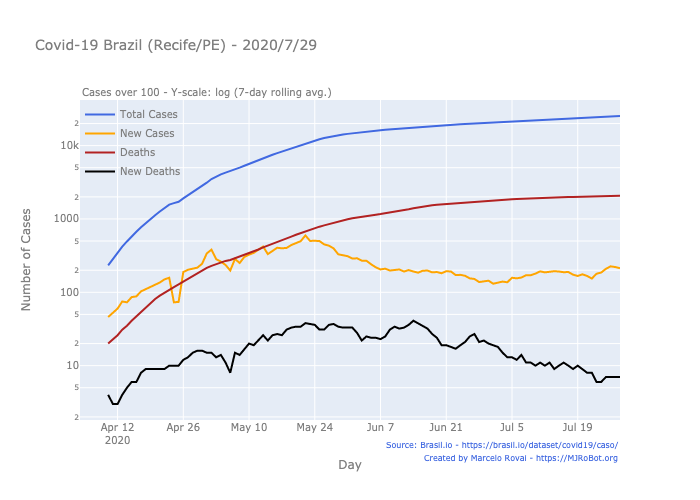 Covid-19 Brazil (Recife/PE) - 2020/7/29
Cases over 100 - Y-scale: log (7-day rolling avg.)
Total Cases
New Cases
Deaths
New Deaths
Number of Cases
2
10k
5
2
1000
5
2
100
5
2
10
5
2
Apr 12
2020
Apr 26
May 10
May 24
Jun 7
Jun 21
Jul 5
Jul 19
Day
Source: Brasil.io - https://brasil.io/dataset/covid19/caso/
Created by Marcelo Rovai - https://MJRoBot.org